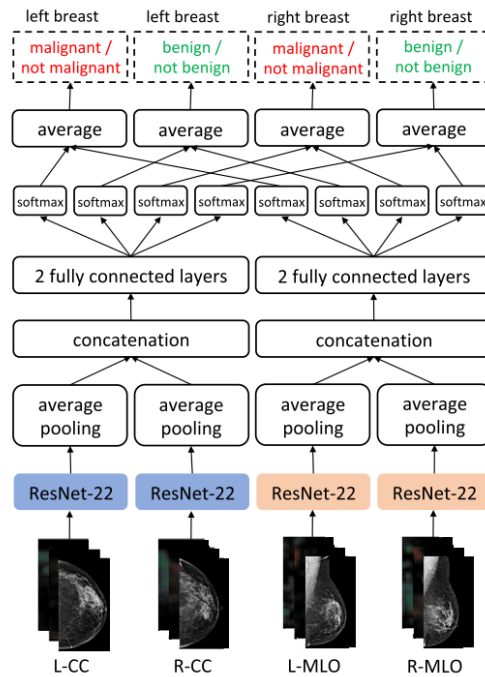 left breast left breast right breast right breast
malignant / benign / malignant / benign /
not malignant not benign not malignant not benign
average average average average
softmax softmax softmax softmax softmax softmax softmax softmax
2 fully connected layers 2 fully connected layers
concatenation concatenation
average average average average
pooling pooling pooling pooling
ResNet-22 ResNet-22 ResNet-22 ResNet-22
L-CC R-CC L-MLO R-MLO